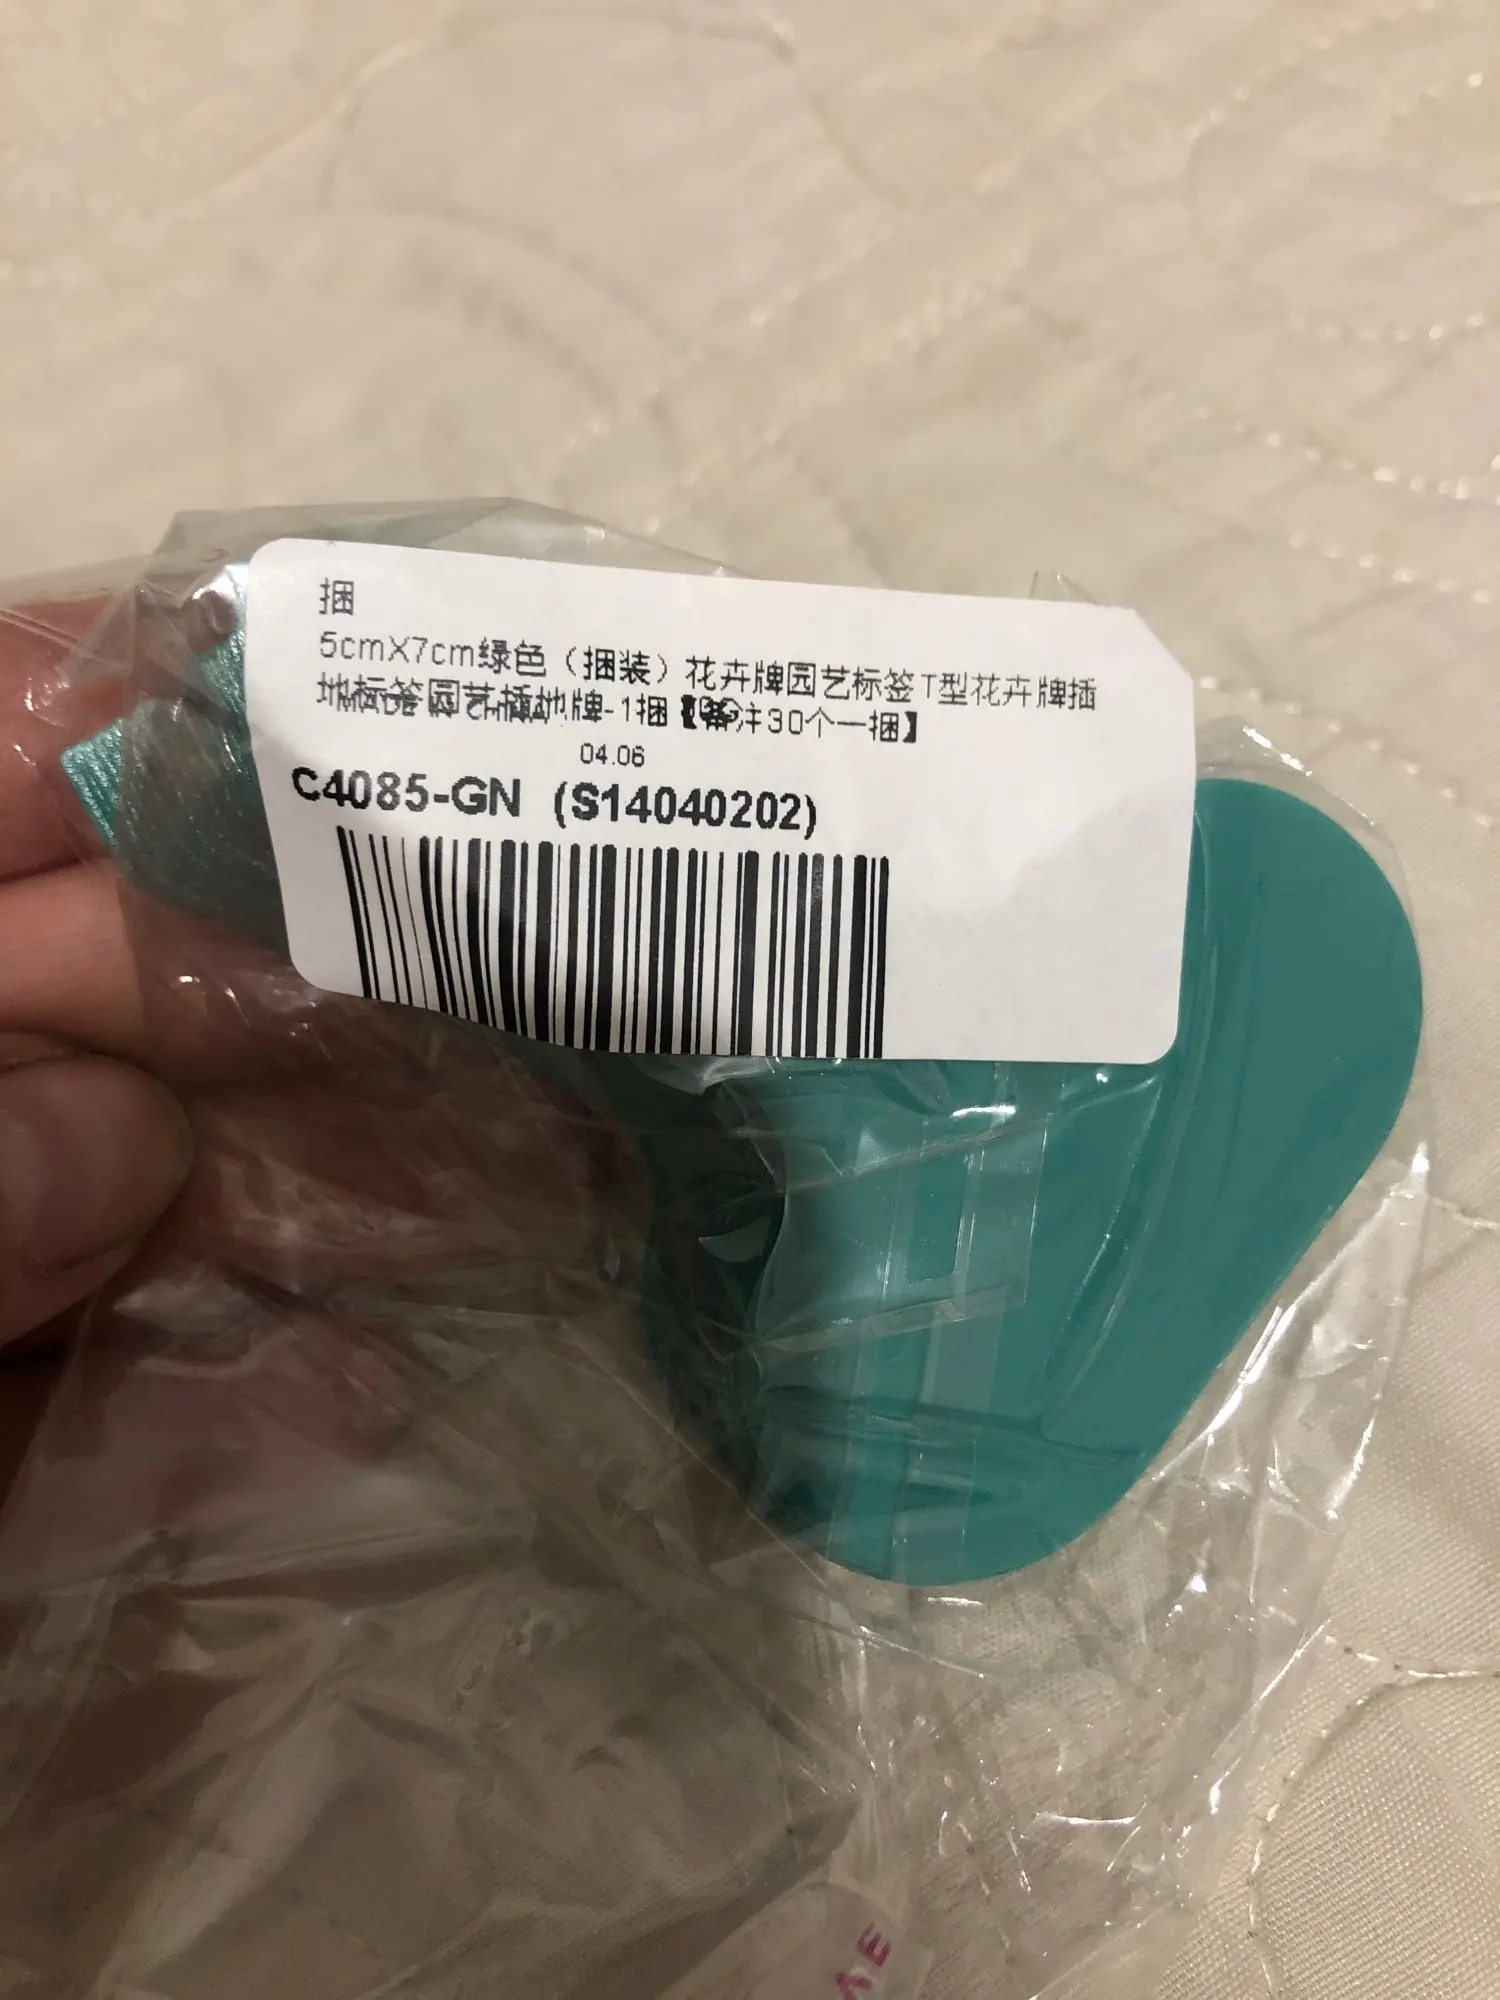 捆
5cmX7cm绿色（捆装）花卉牌园艺标签T型花卉牌插
地标签园艺插地牌-1捆【备注30个一捆】
04.06
C4085-GN (S14040202)